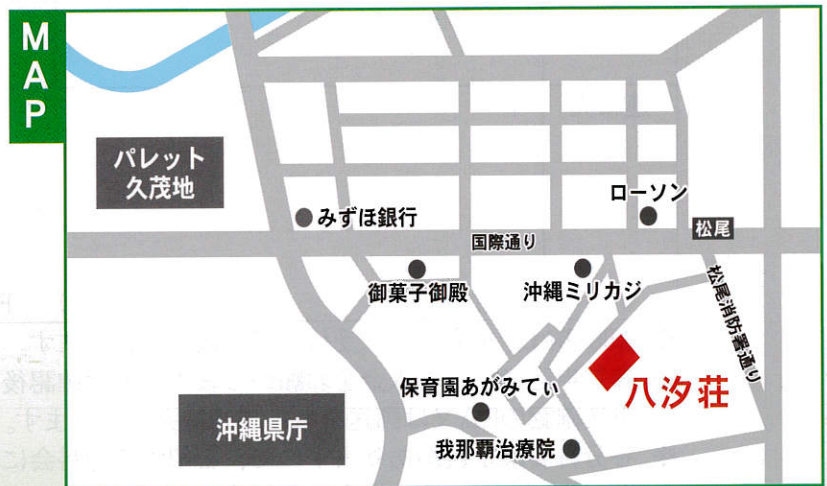 MAP
パレット
久茂地
みずほ銀行
ローソン
国際通り
松尾
御菓子御殿
沖縄ミリカジ
松尾消防署通り
八汐荘
保育園あがみてぃ
沖縄県庁
我那覇治療院